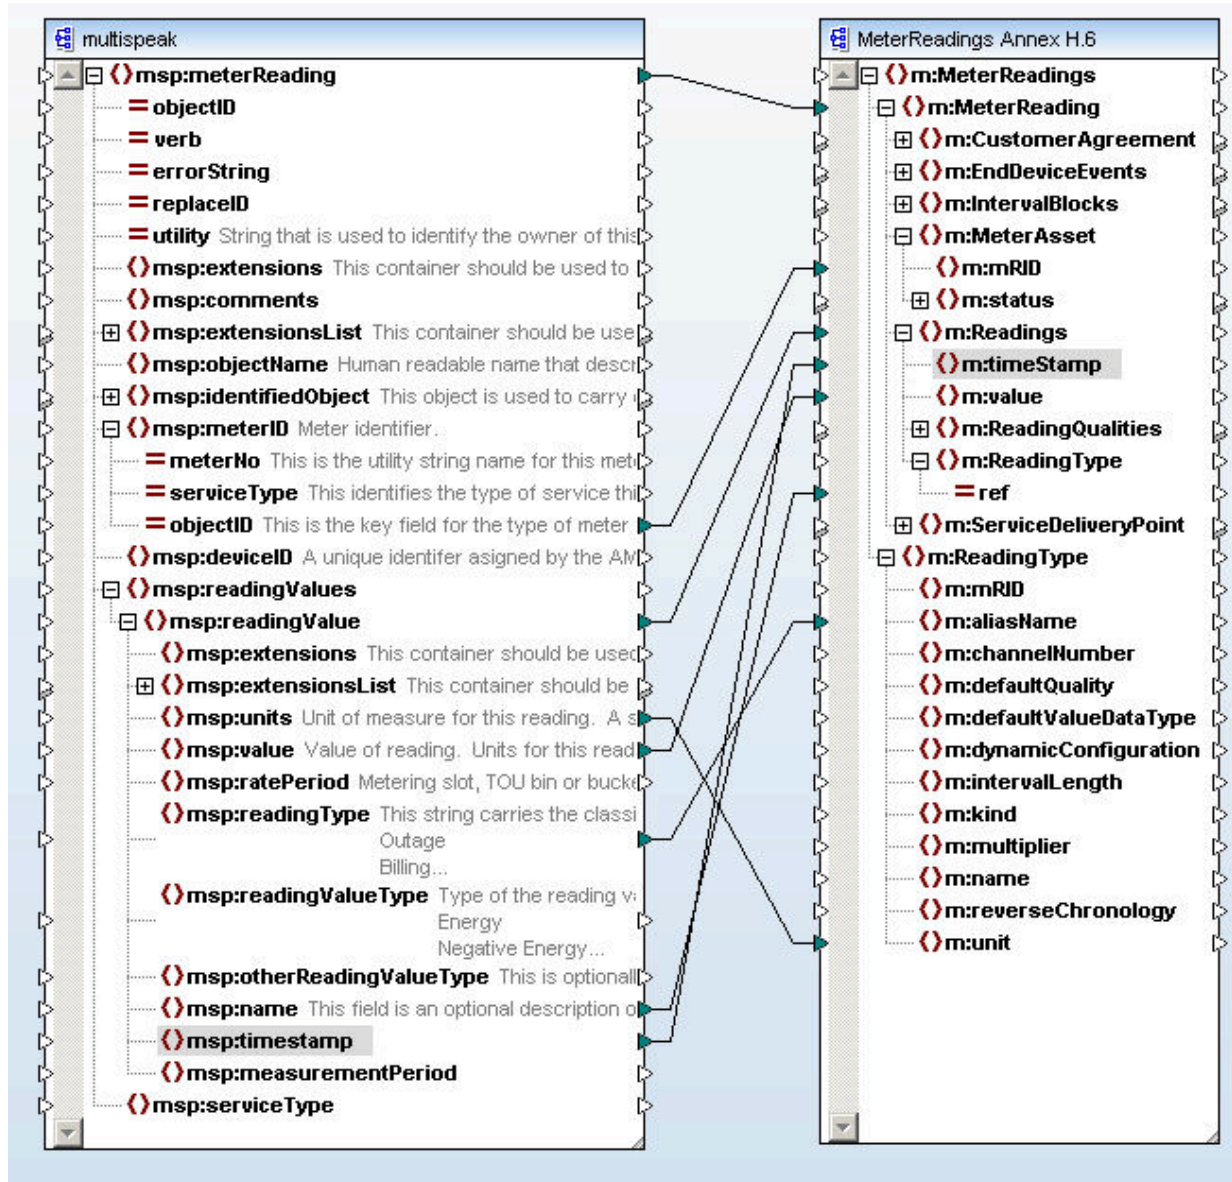 multispeak
msp:meterReading
objectID
verb
errorString
replaceID
utility String that is used to identify the owner of this
msp:extensions This container should be used to
msp:comments
msp:extensionsList This container should be use
msp:objectName Human readable name that descr
msp:identifiedObject This object is used to carry
msp:meterID Meter identifier.
meterNo This is the utility string name for this met
serviceType This identifies the type of service thi
objectID This is the key field for the type of meter
msp:deviceID A unique identifer asigned by the AM
msp:readingValues
msp:readingValue
msp:extensions This container should be used
msp:extensionsList This container should be
msp:units Unit of measure for this reading. A s
msp:value Value of reading. Units for this read
msp:ratePeriod Metering slot, TOU bin or bucke
msp:readingType This string carries the classi
Outage
Billing...
msp:readingValueType Type of the reading va
Energy
Negative Energy...
msp:otherReadingValueType This is optionall
msp:name This field is an optional description o
msp:timestamp
msp:measurementPeriod
msp:serviceType
MeterReadings Annex H.6
m:MeterReadings
m:MeterReading
m:CustomerAgreement
m:EndDeviceEvents
m:IntervalBlocks
m:MeterAsset
m:mRID
m:status
m:Readings
m:timeStamp
m:value
m:ReadingQualities
m:ReadingType
ref
m:ServiceDeliveryPoint
m:ReadingType
m:mRID
m:aliasName
m:channelNumber
m:defaultQuality
m:defaultValueDataType
m:dynamicConfiguration
m:intervalLength
m:kind
m:multiplier
m:name
m:reverseChronology
m:unit